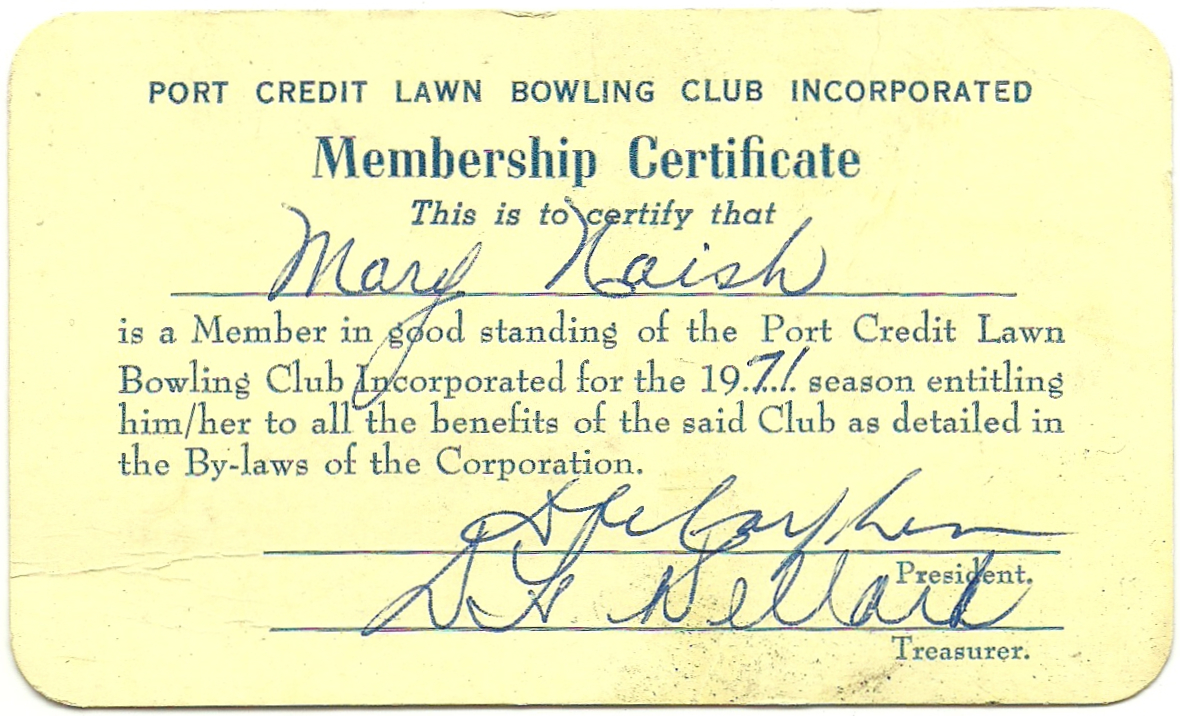 PORT CREDIT LAWN BOWLING CLUB INCORPORATED
Membership Certificate
This is to certify that
Mary Naish
is a Member in good standing of the Port Credit Lawn
Bowling Club Incorporated for the 19.71. season entitling
him/her to all the benefits of the said Club as detailed in
the By-laws of the Corporation.
President.
Treasurer.